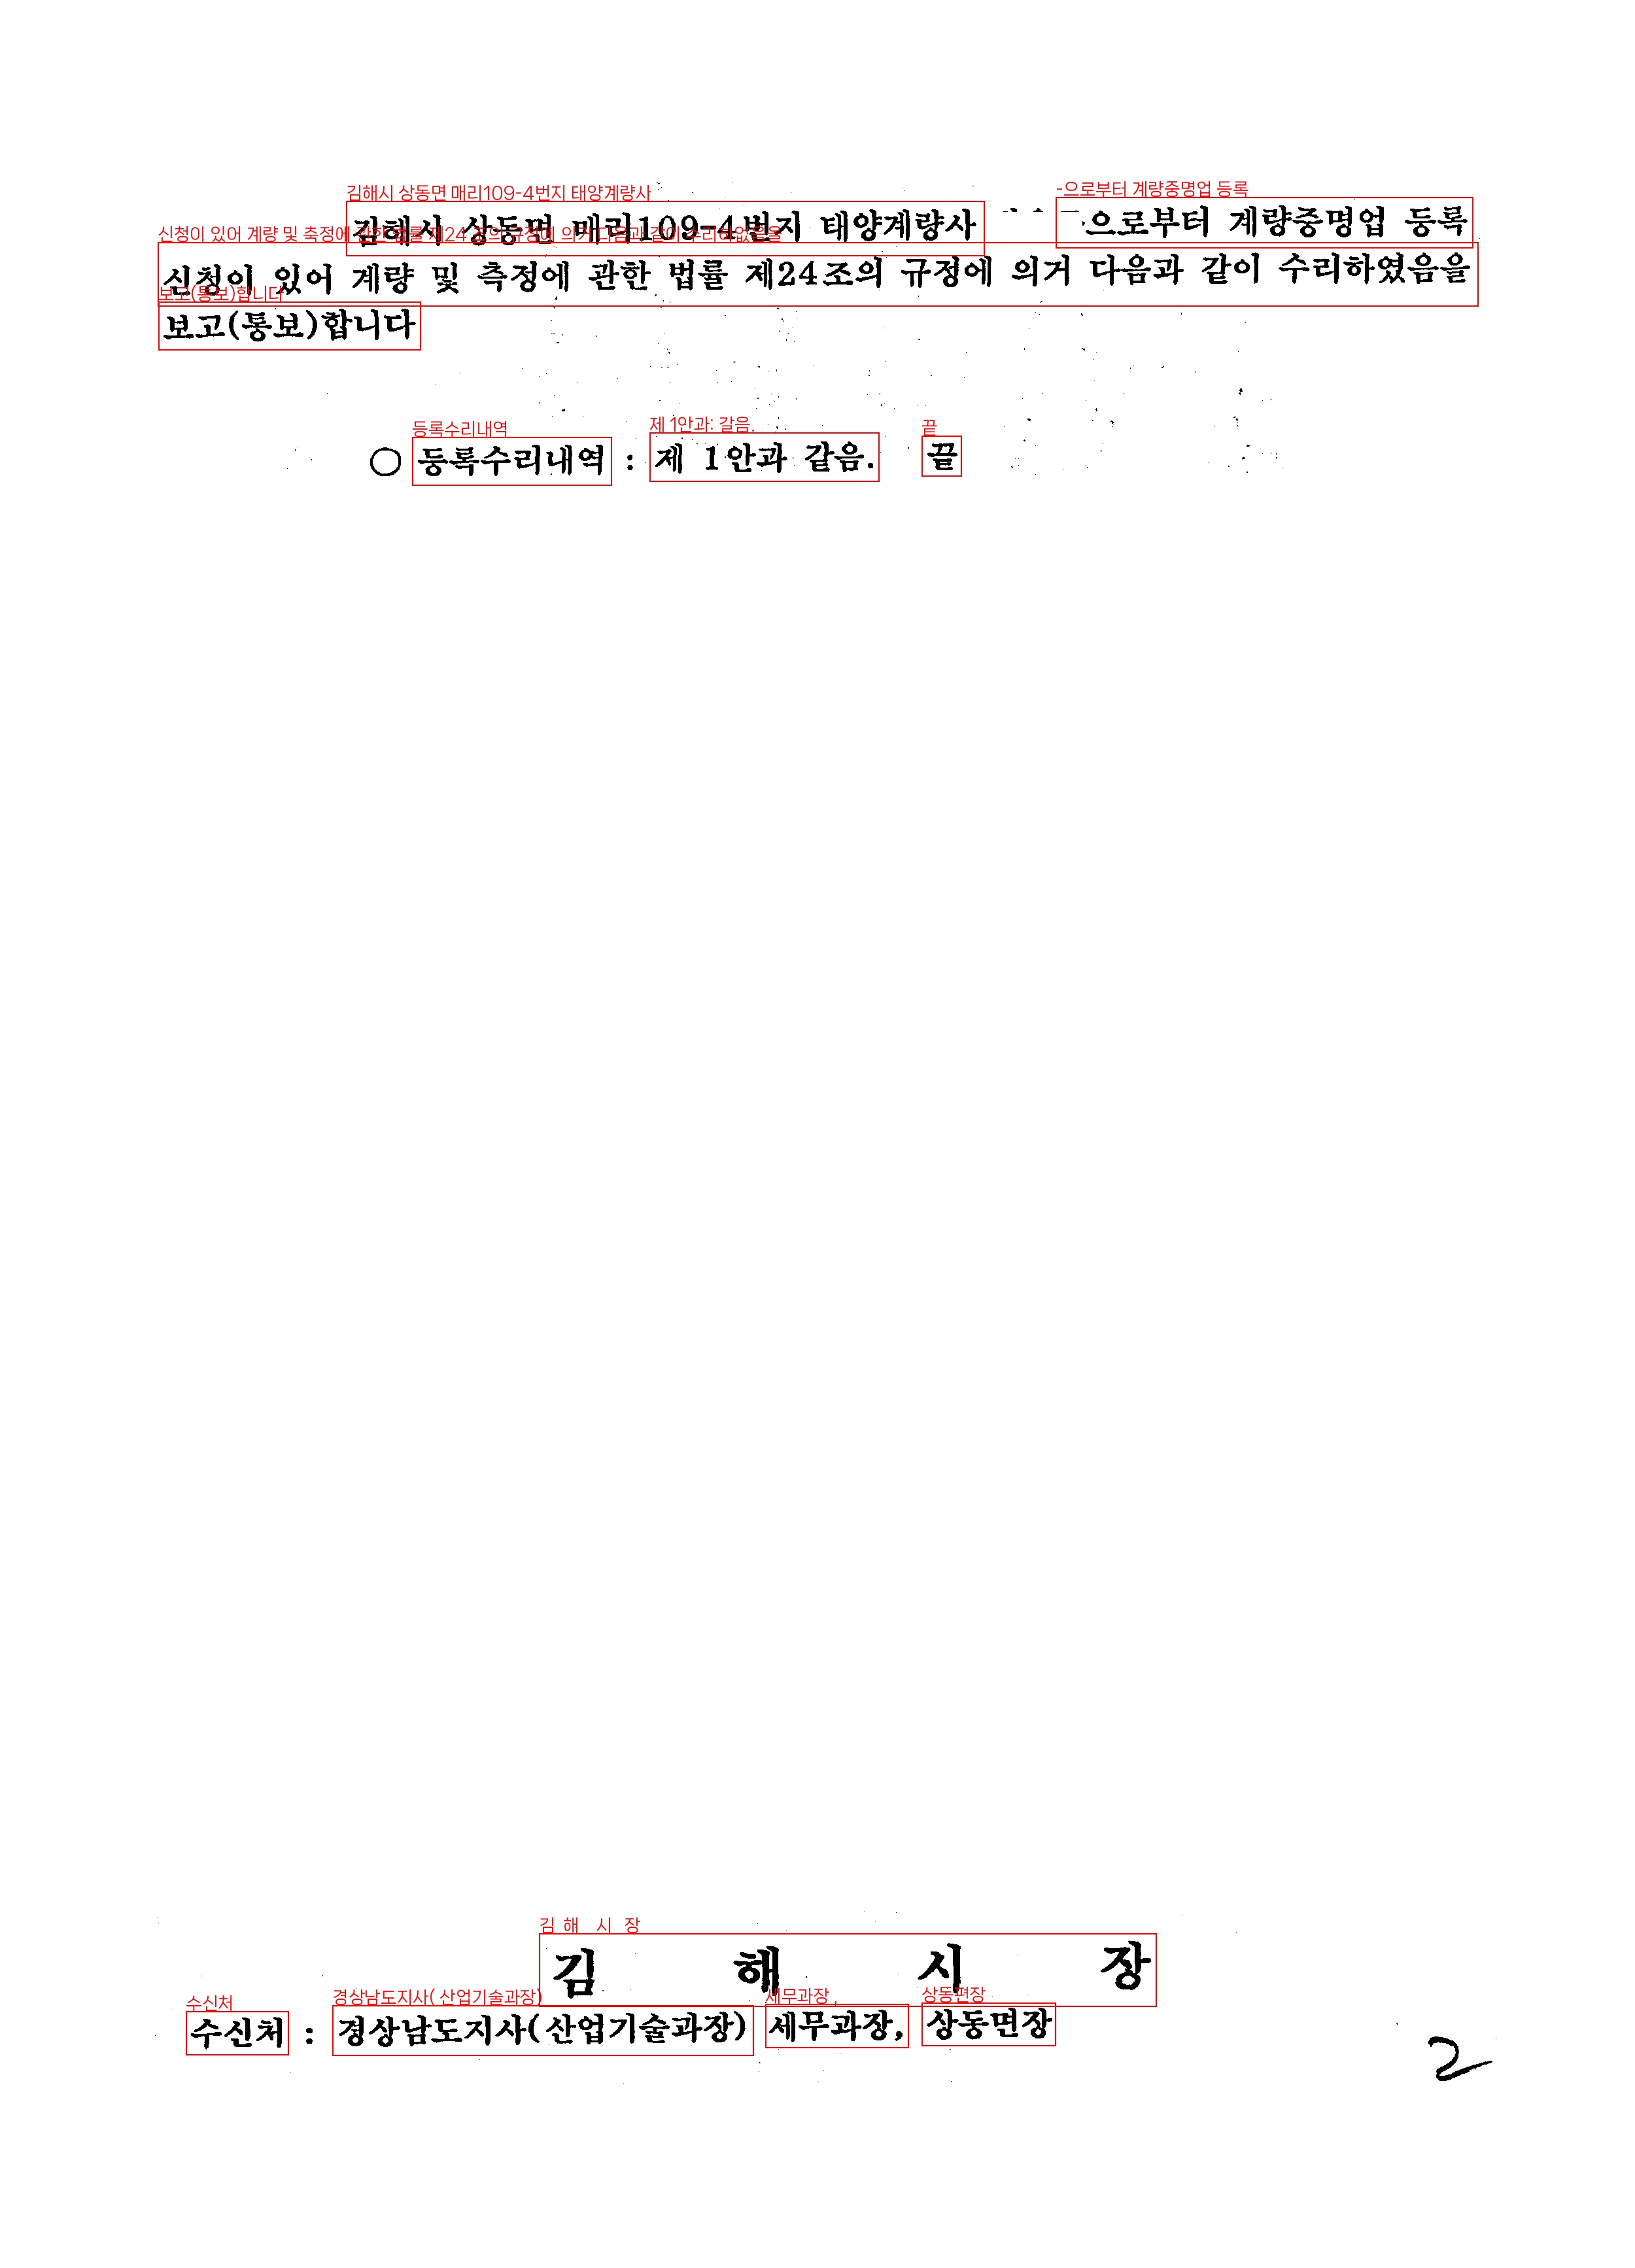 김해시 상동면 매리109-4번지 태양계량사 으로부터 계량증명업 등록
신청이 있어 계량 및 측정에 관한 법률 제24조의 규정에 의거 다음과 같이 수리하였음을
보고(통보)합니다
○ 등록수리내역 : 제 1안과 같음. 끝
김 해 시 장
수신처 : 경상남도지사(산업기술과장) 세무과장, 상동면장
2